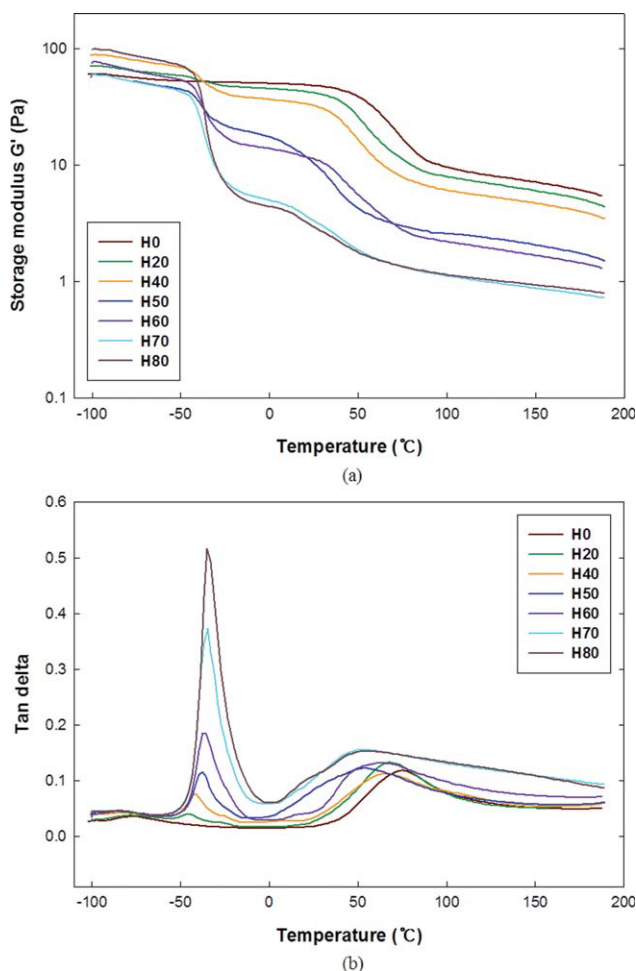 100
10
1
0.1
Storage modulus G' (Pa)
H0
H20
H40
H50
H60
H70
H80
-100 -50 0 50 100 150 200
Temperature (℃)
(a)
0.6
0.5
0.4
0.3
0.2
0.1
0.0
Tan delta
H0
H20
H40
H50
H60
H70
H80
-100 -50 0 50 100 150 200
Temperature (℃)
(b)